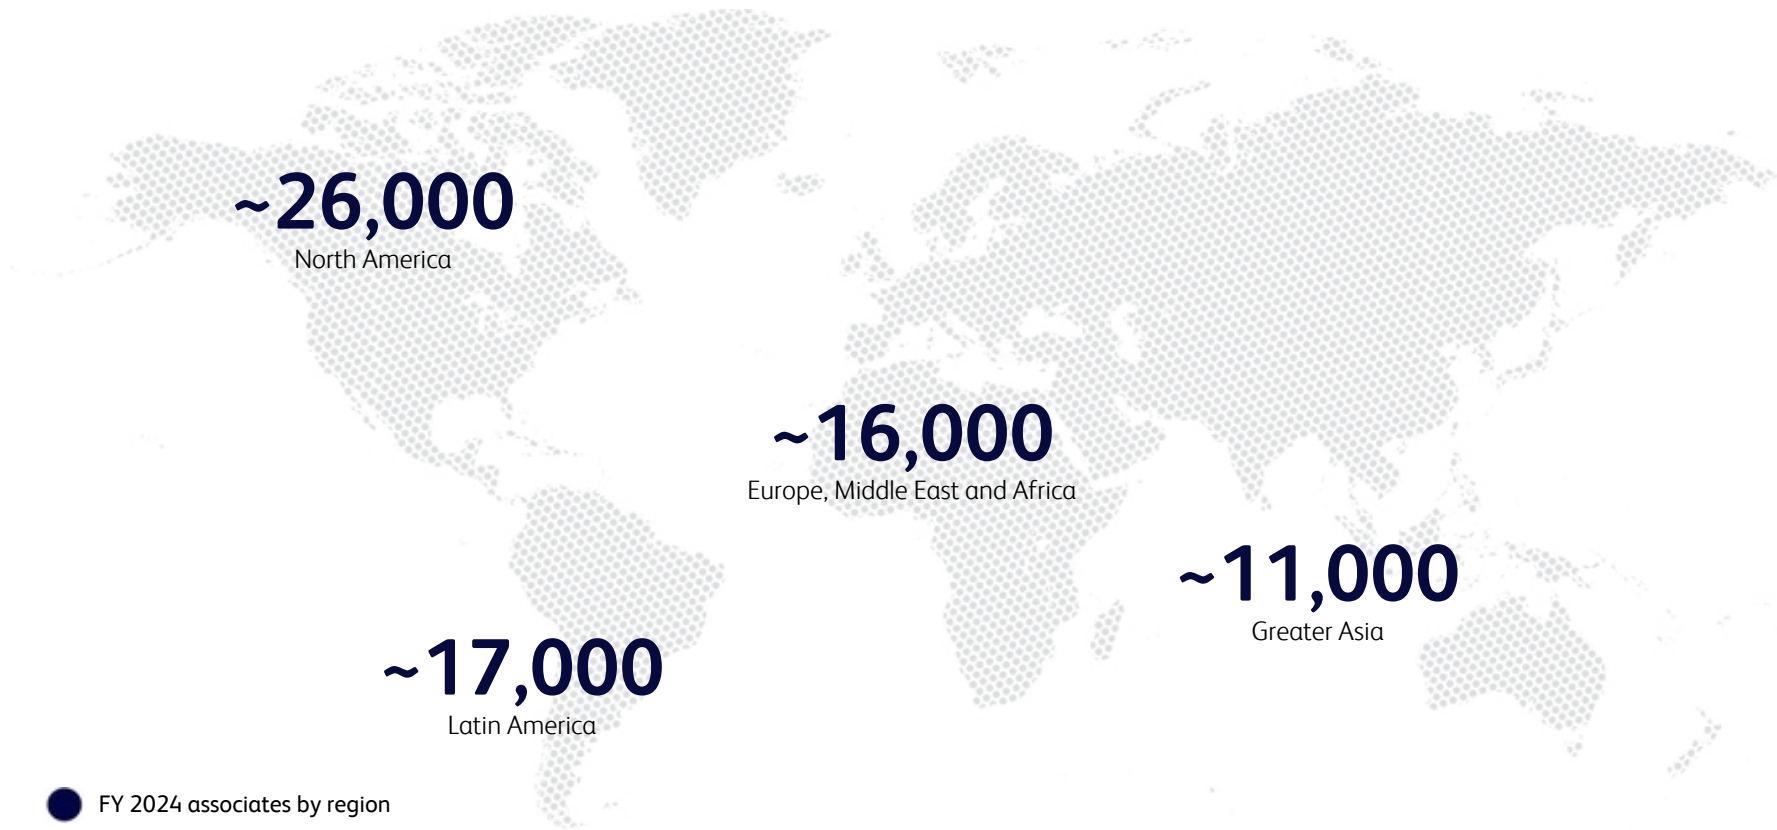 ~26,000
North America
~16,000
Europe, Middle East and Africa
~11,000
Greater Asia
~17,000
Latin America
FY 2024 associates by region